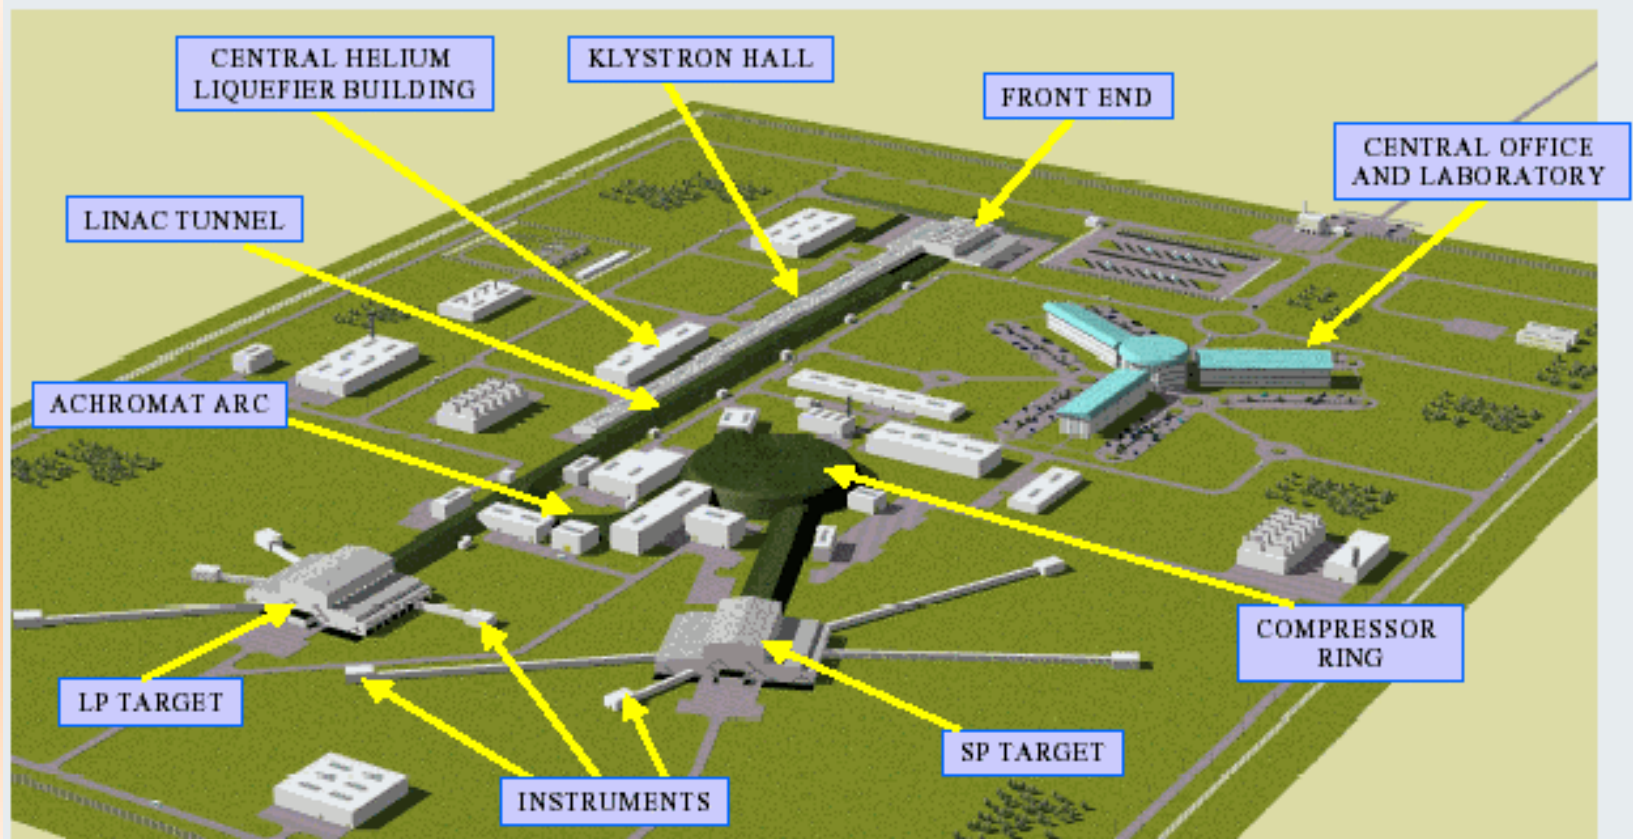 CENTRAL HELIUM
LIQUEFIER BUILDING
KLYSTRON HALL
FRONT END
CENTRAL OFFICE
AND LABORATORY
LINAC TUNNEL
ACHROMAT ARC
COMPRESSOR
RING
LP TARGET
SP TARGET
INSTRUMENTS